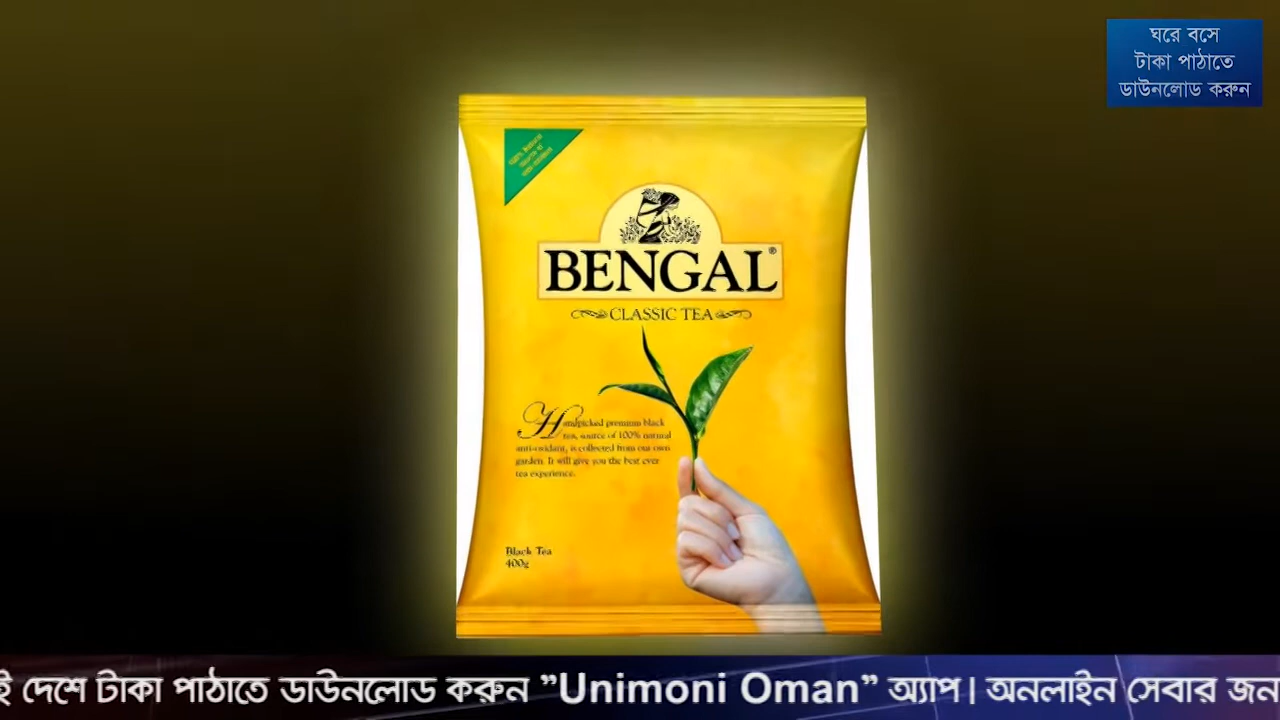 ঘরে বসে
টাকা পাঠাতে
ডাউনলোড করুন
BENGAL®
CLASSIC TEA
Handpicked premium black
tea, source of 100% natural
anti-oxidant, is collected from our own
garden. It will give you the best ever
tea experience.
Black Tea
400g
ই দেশে টাকা পাঠাতে ডাউনলোড করুন ”Unimoni Oman” অ্যাপ। অনলাইন সেবার জন